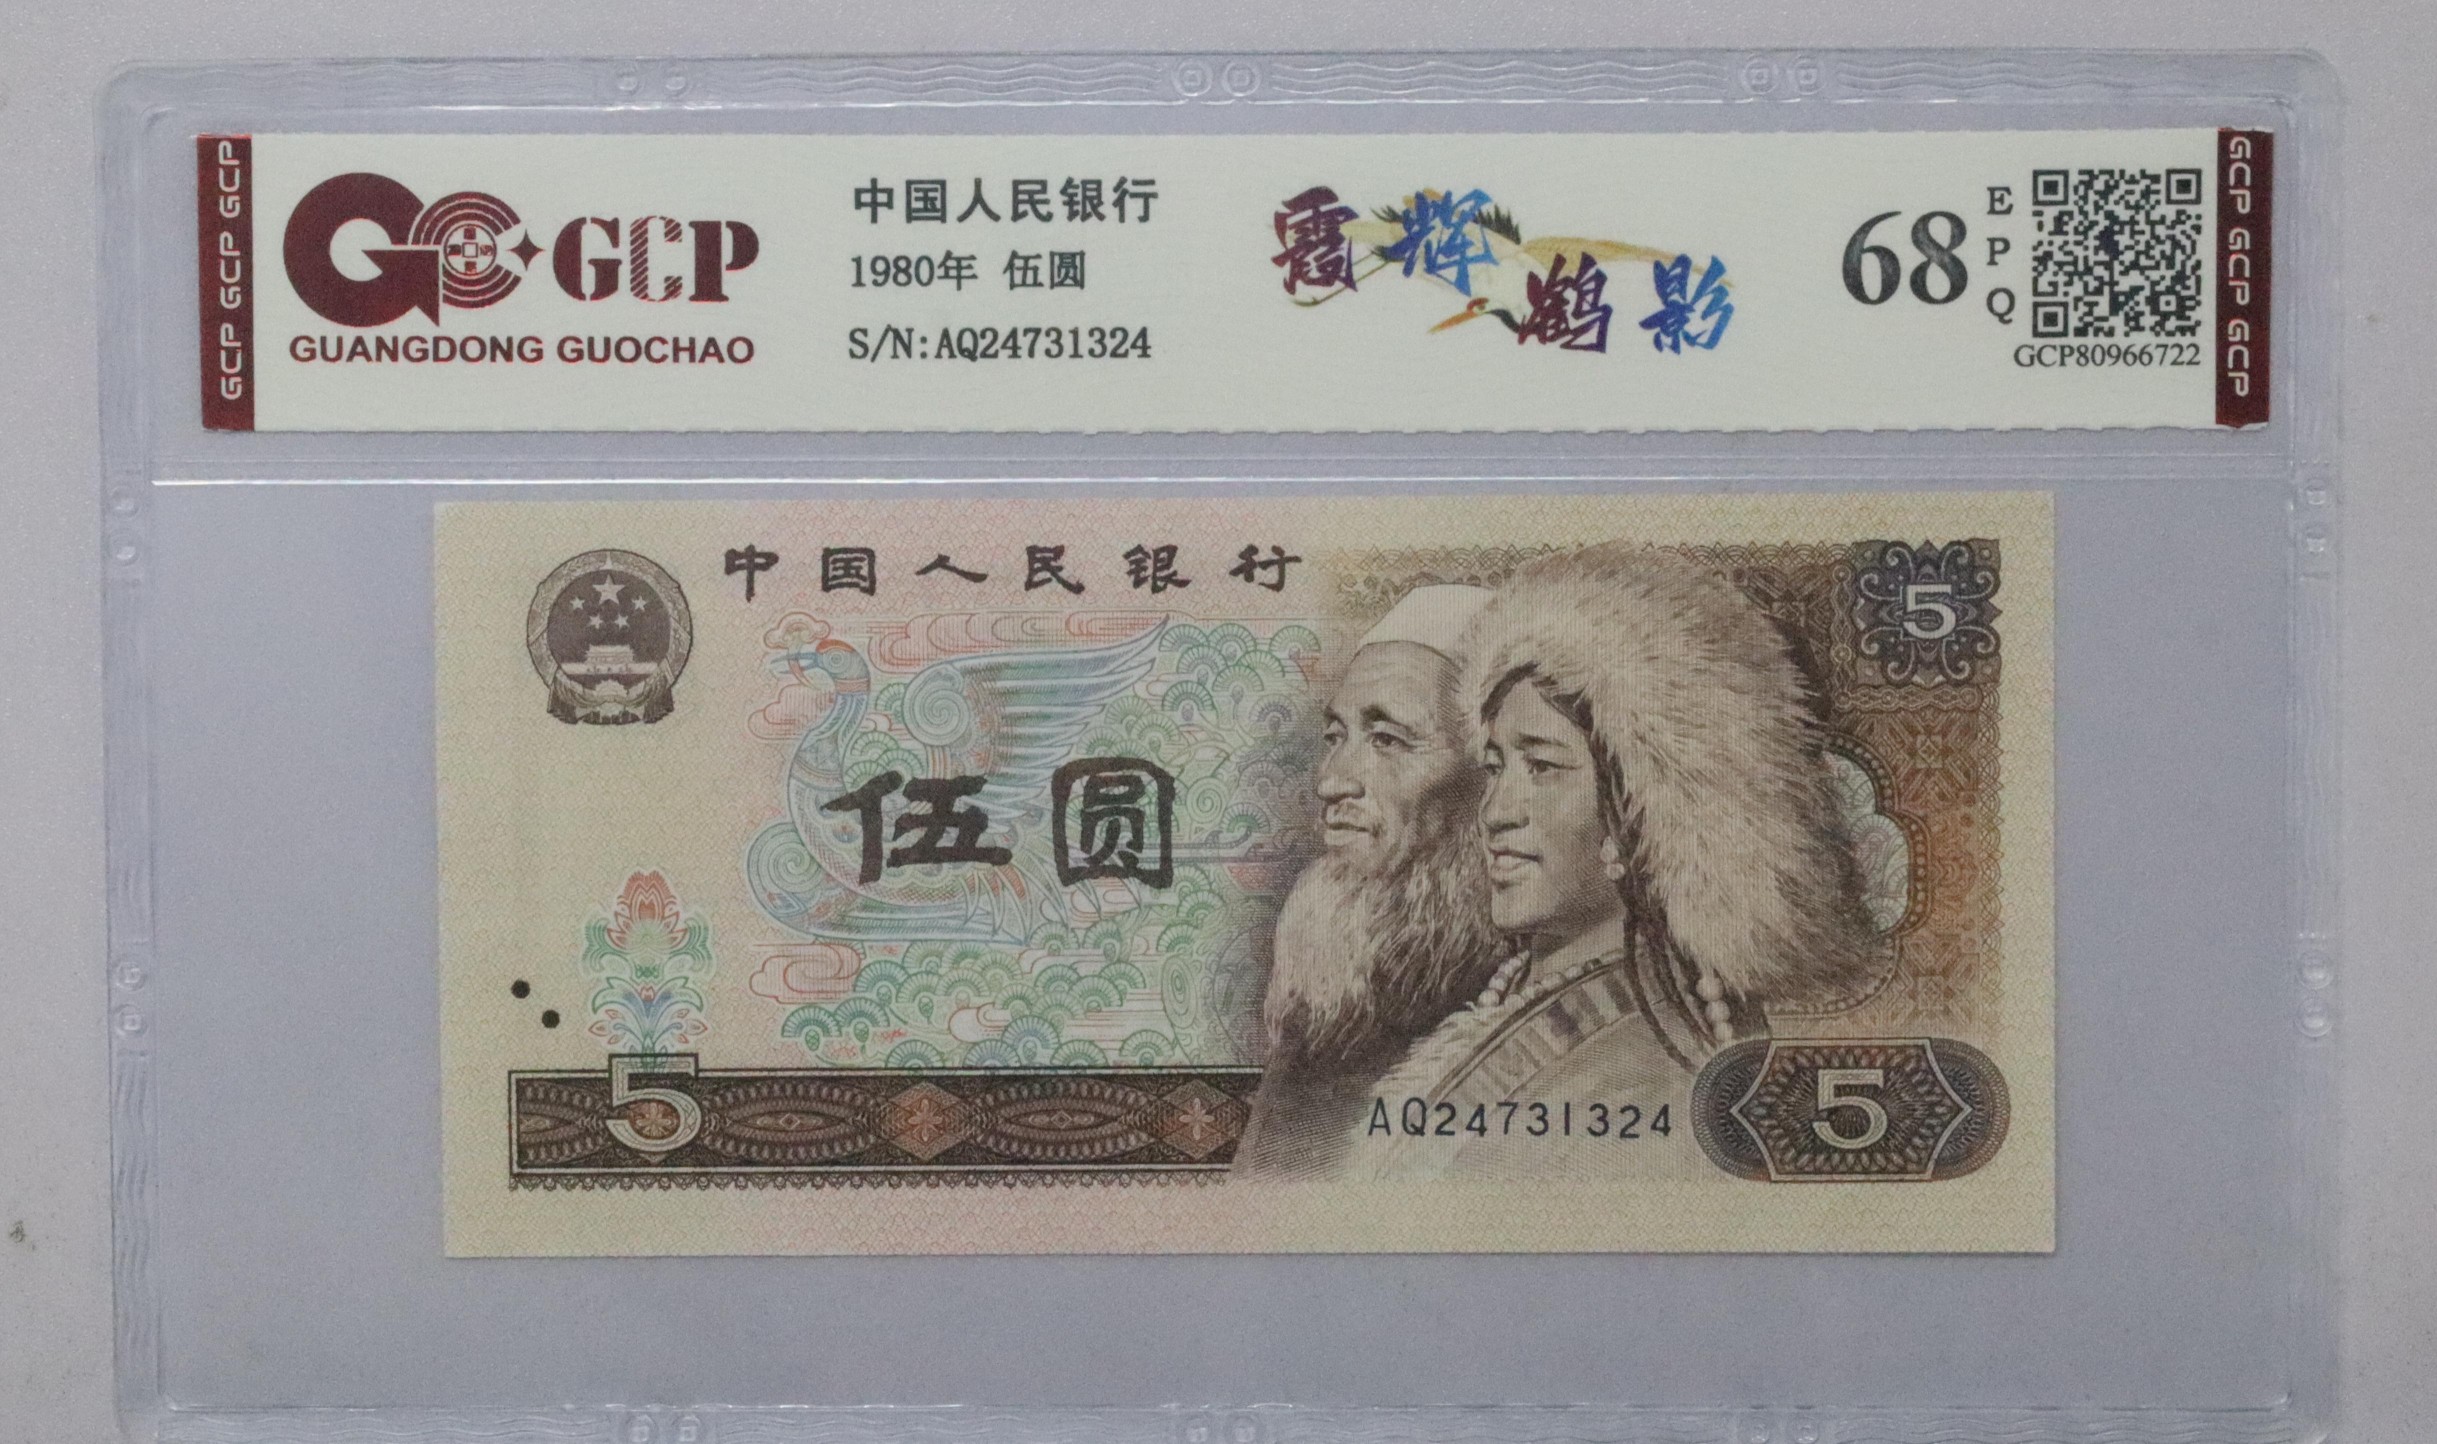 GCP GCP GCP
GCP
GUANGDONG GUOCHAO
中国人民银行
1980年 伍圆
S/N:AQ24731324
霞辉鹤影
68
EPQ
GCP80966722
GCP GCP GCP
中国人民银行
5
伍圆
5
AQ24731324
5